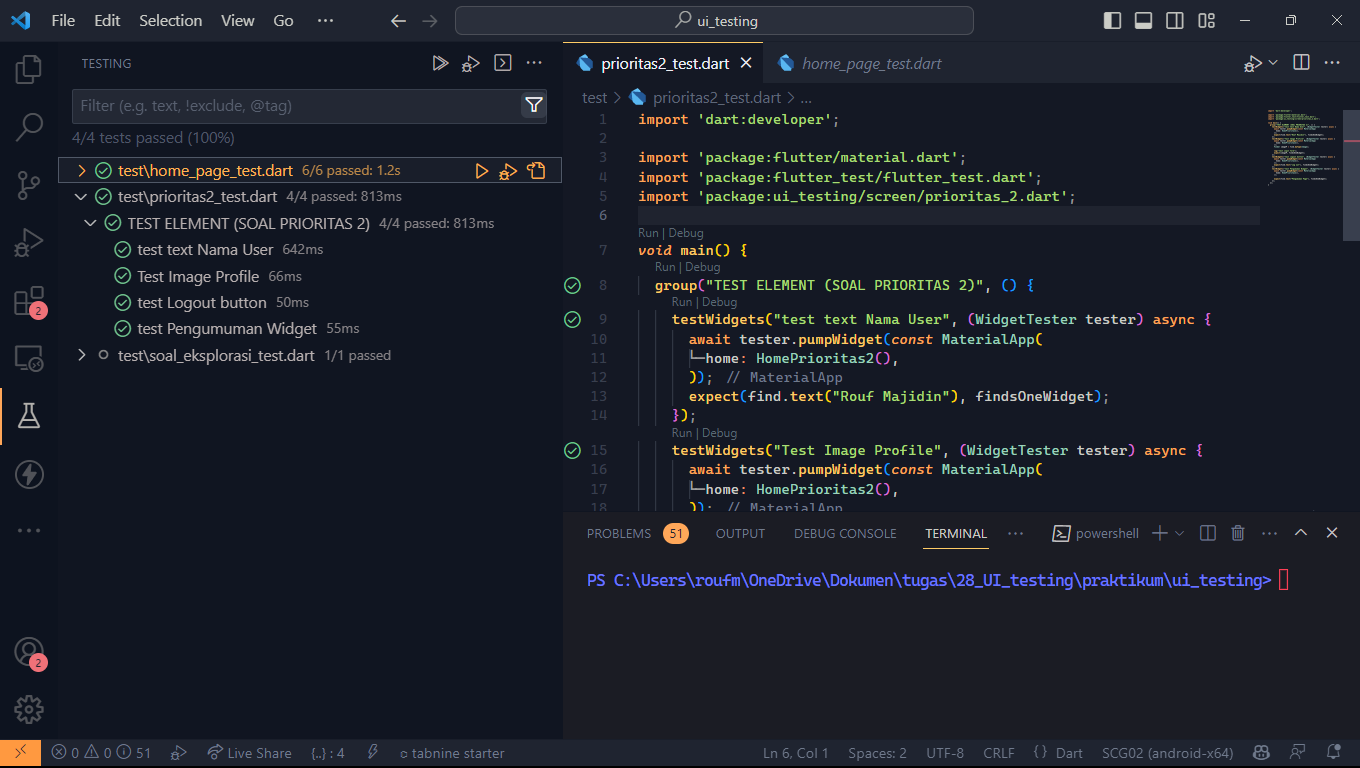 File Edit Selection View Go ···
ui_testing
TESTING
Filter (e.g. text, !exclude, @tag)
4/4 tests passed (100%)
test\home_page_test.dart 6/6 passed: 1.2s
test\prioritas2_test.dart 4/4 passed: 813ms
TEST ELEMENT (SOAL PRIORITAS 2) 4/4 passed: 813ms
test text Nama User 642ms
Test Image Profile 66ms
test Logout button 50ms
test Pengumuman Widget 55ms
test\soal_eksplorasi_test.dart 1/1 passed
2
2
prioritas2_test.dart home_page_test.dart
test > prioritas2_test.dart > ...
1 import 'dart:developer';
2
3 import 'package:flutter/material.dart';
4 import 'package:flutter_test/flutter_test.dart';
5 import 'package:ui_testing/screen/prioritas_2.dart';
6
Run | Debug
7 void main() {
Run | Debug
8 group("TEST ELEMENT (SOAL PRIORITAS 2)", () {
Run | Debug
9 testWidgets("test text Nama User", (WidgetTester tester) async {
10 await tester.pumpWidget(const MaterialApp(
11 home: HomePrioritas2(),
12 )); // MaterialApp
13 expect(find.text("Rouf Majidin"), findsOneWidget);
14 });
Run | Debug
15 testWidgets("Test Image Profile", (WidgetTester tester) async {
16 await tester.pumpWidget(const MaterialApp(
17 home: HomePrioritas2(),
18 )); // MaterialApp
PROBLEMS 51 OUTPUT DEBUG CONSOLE TERMINAL ··· powershell
PS C:\Users\roufm\OneDrive\Dokumen\tugas\28_UI_testing\praktikum\ui_testing>
0 0 51 Live Share {..} : 4 tabnine starter Ln 6, Col 1 Spaces: 2 UTF-8 CRLF {} Dart SCG02 (android-x64)